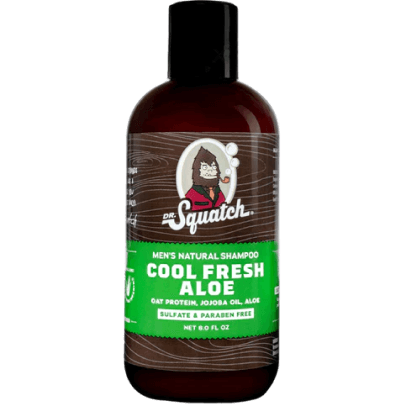 DR. Squatch®
MEN'S NATURAL SHAMPOO
COOL FRESH
ALOE
OAT PROTEIN, JOJOBA OIL, ALOE
SULFATE & PARABEN FREE
NET 8.0 FL OZ